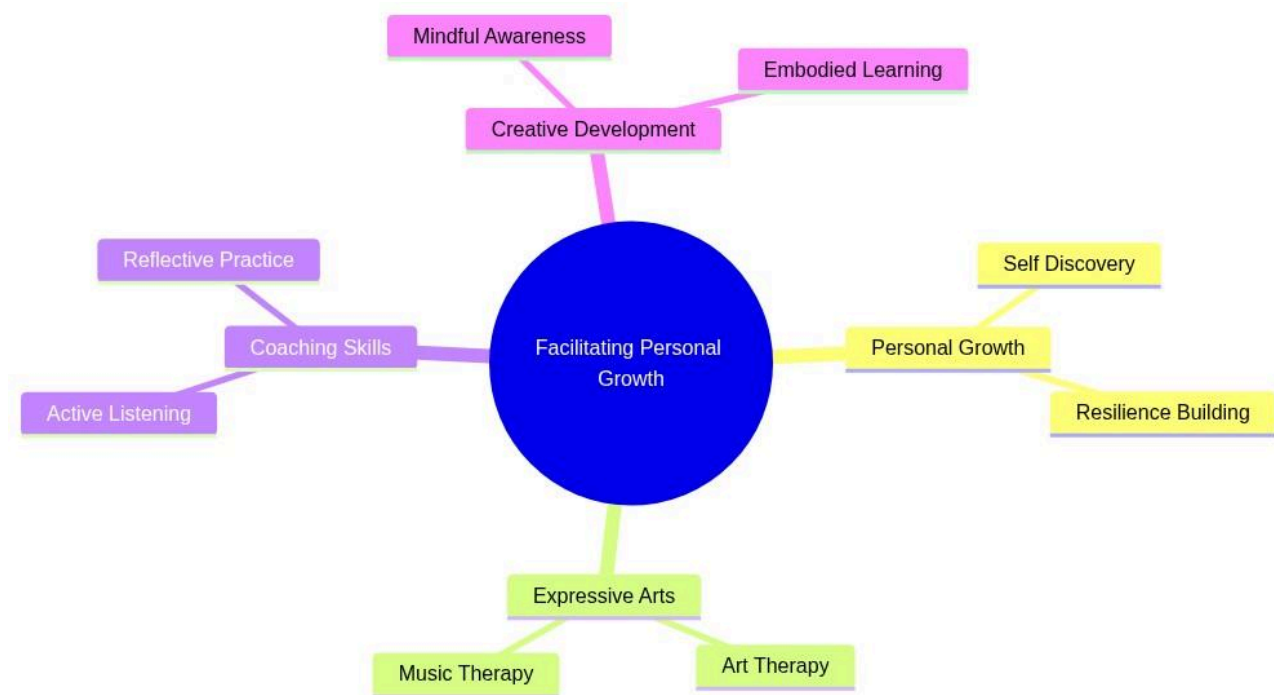 Mindful Awareness
Embodied Learning
Creative Development
Reflective Practice
Self Discovery
Coaching Skills
Facilitating Personal
Growth
Personal Growth
Active Listening
Resilience Building
Expressive Arts
Music Therapy
Art Therapy